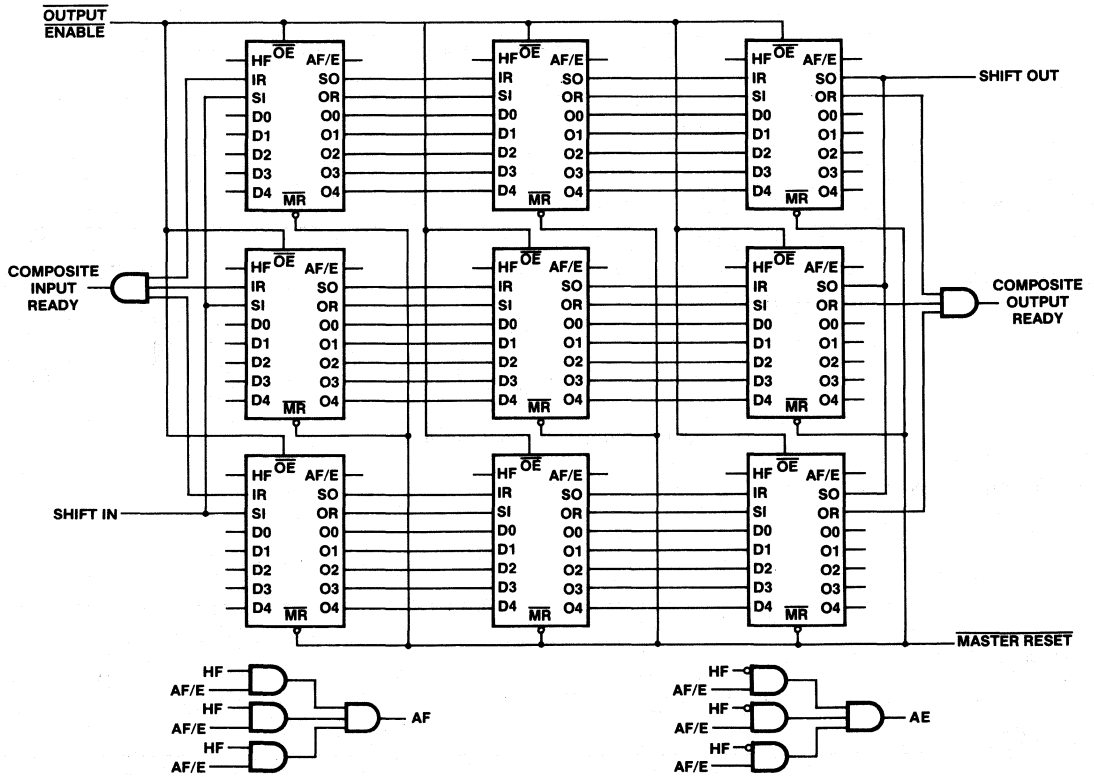 OUTPUT
ENABLE
OE OE OE
HF AF/E HF AF/E HF AF/E
IR SO IR SO IR SO SHIFT OUT
SI OR SI OR SI OR
D0 O0 D0 O0 D0 O0
D1 O1 D1 O1 D1 O1
D2 O2 D2 O2 D2 O2
D3 O3 D3 O3 D3 O3
D4 O4 D4 O4 D4 O4
MR MR MR
OE OE OE
HF AF/E HF AF/E HF AF/E
COMPOSITE
INPUT
READY
IR SO IR SO IR SO
SI OR SI OR SI OR
COMPOSITE
OUTPUT
READY
D0 O0 D0 O0 D0 O0
D1 O1 D1 O1 D1 O1
D2 O2 D2 O2 D2 O2
D3 O3 D3 O3 D3 O3
D4 O4 D4 O4 D4 O4
MR MR MR
OE OE OE
HF AF/E HF AF/E HF AF/E
IR SO IR SO IR SO
SHIFT IN SI OR SI OR SI OR
D0 O0 D0 O0 D0 O0
D1 O1 D1 O1 D1 O1
D2 O2 D2 O2 D2 O2
D3 O3 D3 O3 D3 O3
D4 O4 D4 O4 D4 O4
MR MR MR
MASTER RESET
HF
AF/E
HF
AF/E
HF
AF/E
AF
HF
AF/E
HF
AF/E
HF
AF/E
AE